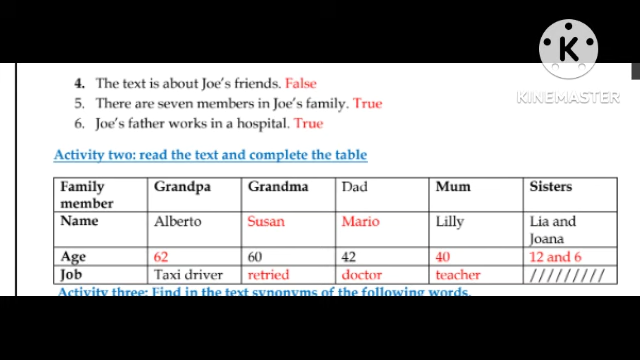 K
KINEMASTER
4. The text is about Joe's friends. False
5. There are seven members in Joe's family. True
6. Joe's father works in a hospital. True
Activity two: read the text and complete the table
Family member Grandpa Grandma Dad Mum Sisters
Name Alberto Susan Mario Lilly Lia and Joana
Age 62 60 42 40 12 and 6
Job Taxi driver retried doctor teacher /////////
Activity three: Find in the text synonyms of the following words.